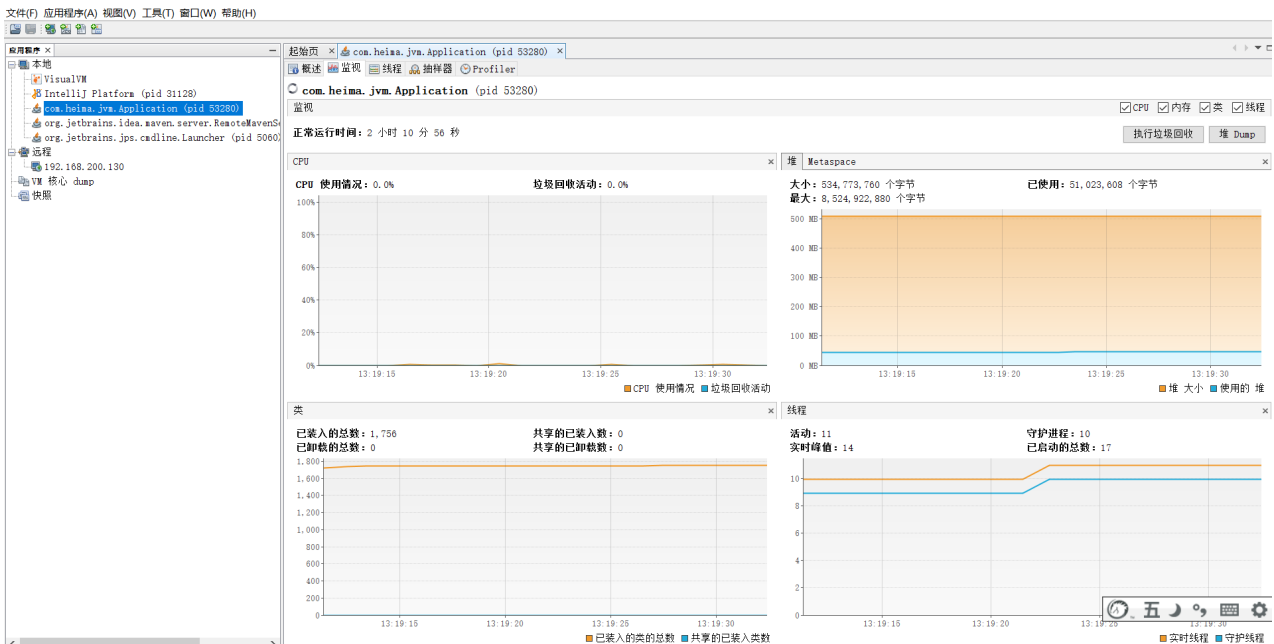 文件(F) 应用程序(A) 视图(V) 工具(T) 窗口(W) 帮助(H)
应用程序 ×
本地
VisualVM
IntelliJ Platform (pid 31128)
com.heima.jvm.Application (pid 53280)
org.jetbrains.idea.maven.server.RemoteMavenSe
org.jetbrains.jps.cmdline.Launcher (pid 5060)
远程
192.168.200.130
VM 核心 dump
快照
起始页 × com.heima.jvm.Application (pid 53280) ×
概述 监视 线程 抽样器 Profiler
com.heima.jvm.Application (pid 53280)
监视 CPU 内存 类 线程
正常运行时间: 2 小时 10 分 56 秒 执行垃圾回收 堆 Dump
CPU ×
CPU 使用情况: 0.0% 垃圾回收活动: 0.0%
100%
80%
60%
40%
20%
0%
13:19:15 13:19:20 13:19:25 13:19:30
CPU 使用情况 垃圾回收活动
堆 Metaspace ×
大小: 534,773,760 个字节 已使用: 51,023,608 个字节
最大: 8,524,922,880 个字节
500 MB
400 MB
300 MB
200 MB
100 MB
0 MB
13:19:15 13:19:20 13:19:25 13:19:30
堆 大小 使用的 堆
类 ×
已装入的总数: 1,756 共享的已装入数: 0
已卸载的总数: 0 共享的已卸载数: 0
1,800
1,600
1,400
1,200
1,000
800
600
400
200
0
13:19:15 13:19:20 13:19:25 13:19:30
已装入的类的总数 共享的已装入类数
线程 ×
活动: 11 守护进程: 10
实时峰值: 14 已启动的总数: 17
10
8
6
4
2
0
13:19:15 13:19:20 13:19:25 13:19:30
实时线程 守护线程
五